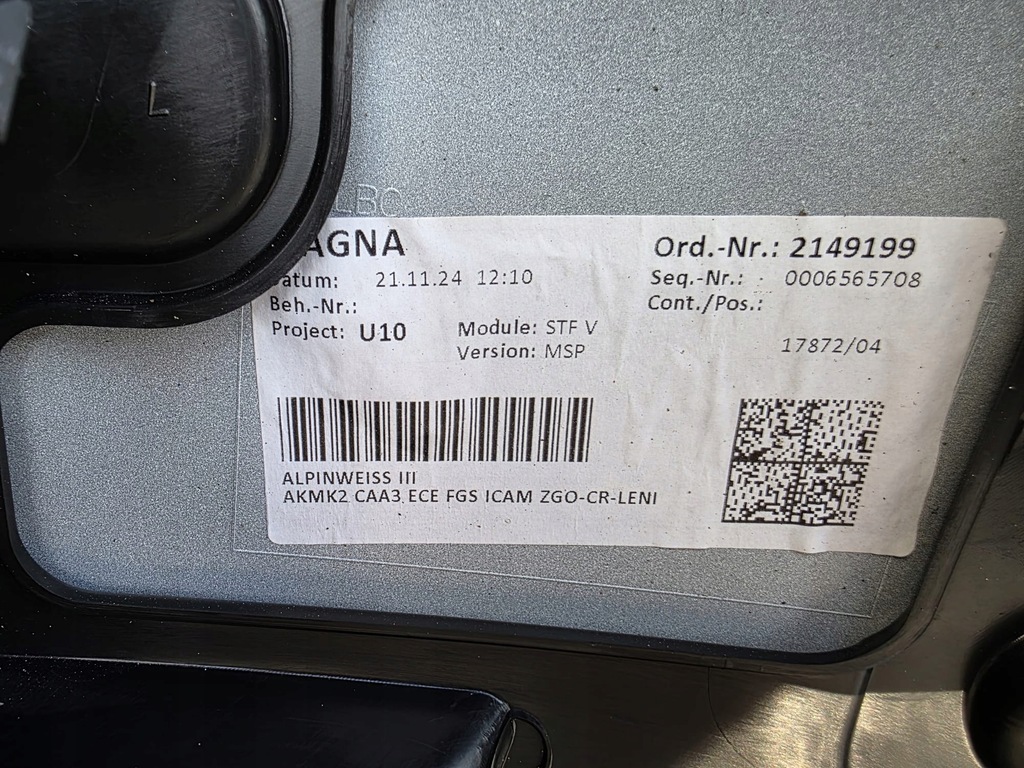 L
LBC
AGNA
Ord.-Nr.: 2149199
atum: 21.11.24 12:10
Seq.-Nr.: 0006565708
Beh.-Nr.:
Cont./Pos.:
Project: U10
Module: STF V
Version: MSP
17872/04
ALPINWEISS III
AKMK2 CAA3 ECE FGS ICAM ZGO-CR-LENI